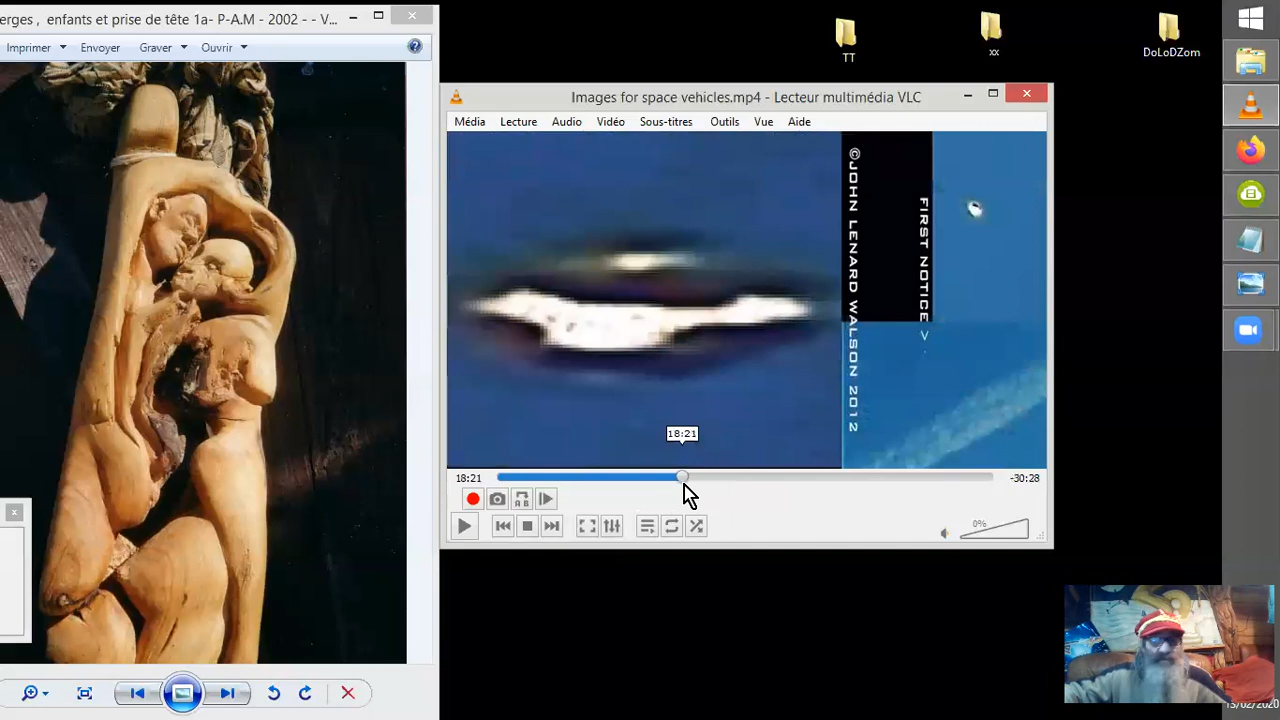 erges , enfants et prise de tête 1a- P-A.M - 2002 - - V...
Imprimer Envoyer Graver Ouvrir
TT
xx
DoLoDZom
Images for space vehicles.mp4 - Lecteur multimédia VLC
Média Lecture Audio Vidéo Sous-titres Outils Vue Aide
©JOHN LENARD WALSON 2012
FIRST NOTICE >
18:21
18:21
-30:28
0%